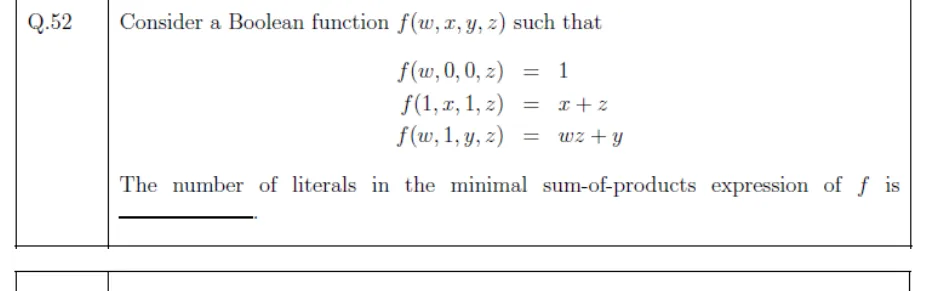 Q.52 Consider a Boolean function f(w, x, y, z) such that
f(w, 0, 0, z) = 1
f(1, x, 1, z) = x + z
f(w, 1, y, z) = wz + y
The number of literals in the minimal sum-of-products expression of f is
__________.